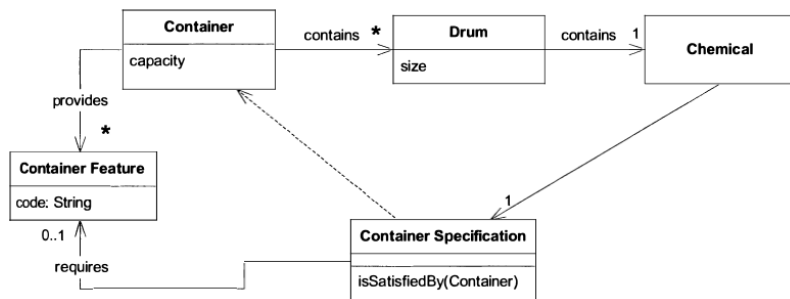 Container
capacity
contains
*
Drum
size
contains
1
Chemical
provides
*
Container Feature
code: String
0..1
requires
1
Container Specification
isSatisfiedBy(Container)